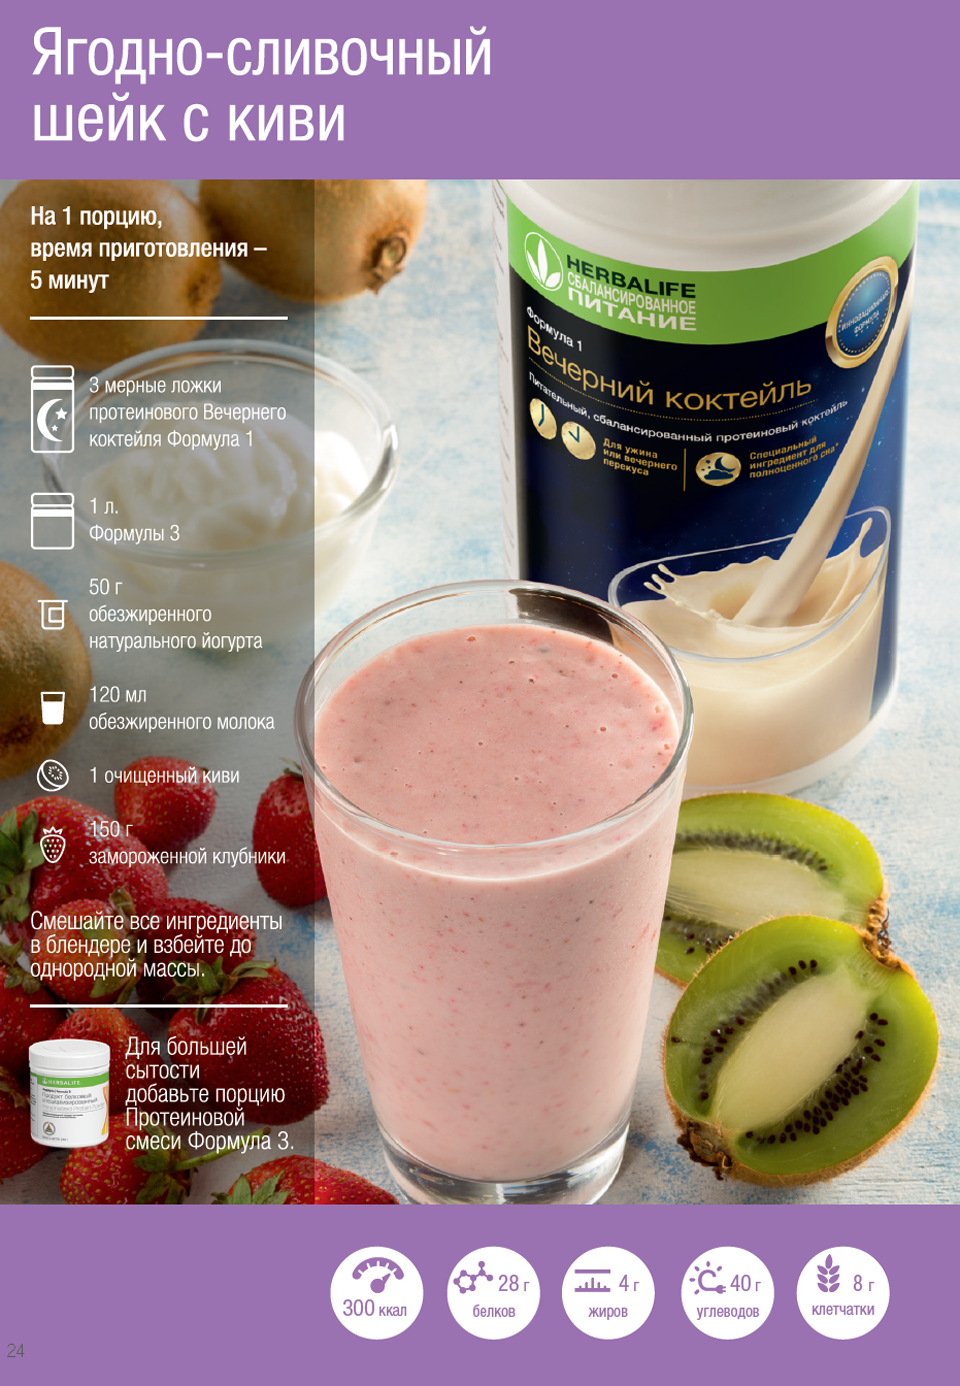 Ягодно-сливочный
шейк с киви
На 1 порцию,
время приготовления –
5 минут
3 мерные ложки
протеинового Вечернего
коктейля Формула 1
1 л.
Формулы 3
50 г
обезжиренного
натурального йогурта
120 мл
обезжиренного молока
1 очищенный киви
150 г
замороженной клубники
Смешайте все ингредиенты
в блендере и взбейте до
однородной массы.
Для большей
сытости
добавьте порцию
Протеиновой
смеси Формула 3.
HERBALIFE
HERBALIFE
СБАЛАНСИРОВАННОЕ
ПИТАНИЕ
ИННОВАЦИОННАЯ
ФОРМУЛА
Формула 1
Вечерний коктейль
Питательный, сбалансированный протеиновый коктейль
Для ужина
или вечернего
перекуса
Специальный
ингредиент для
полноценного сна*
300 ккал
28 г
белков
4 г
жиров
40 г
углеводов
8 г
клетчатки
24